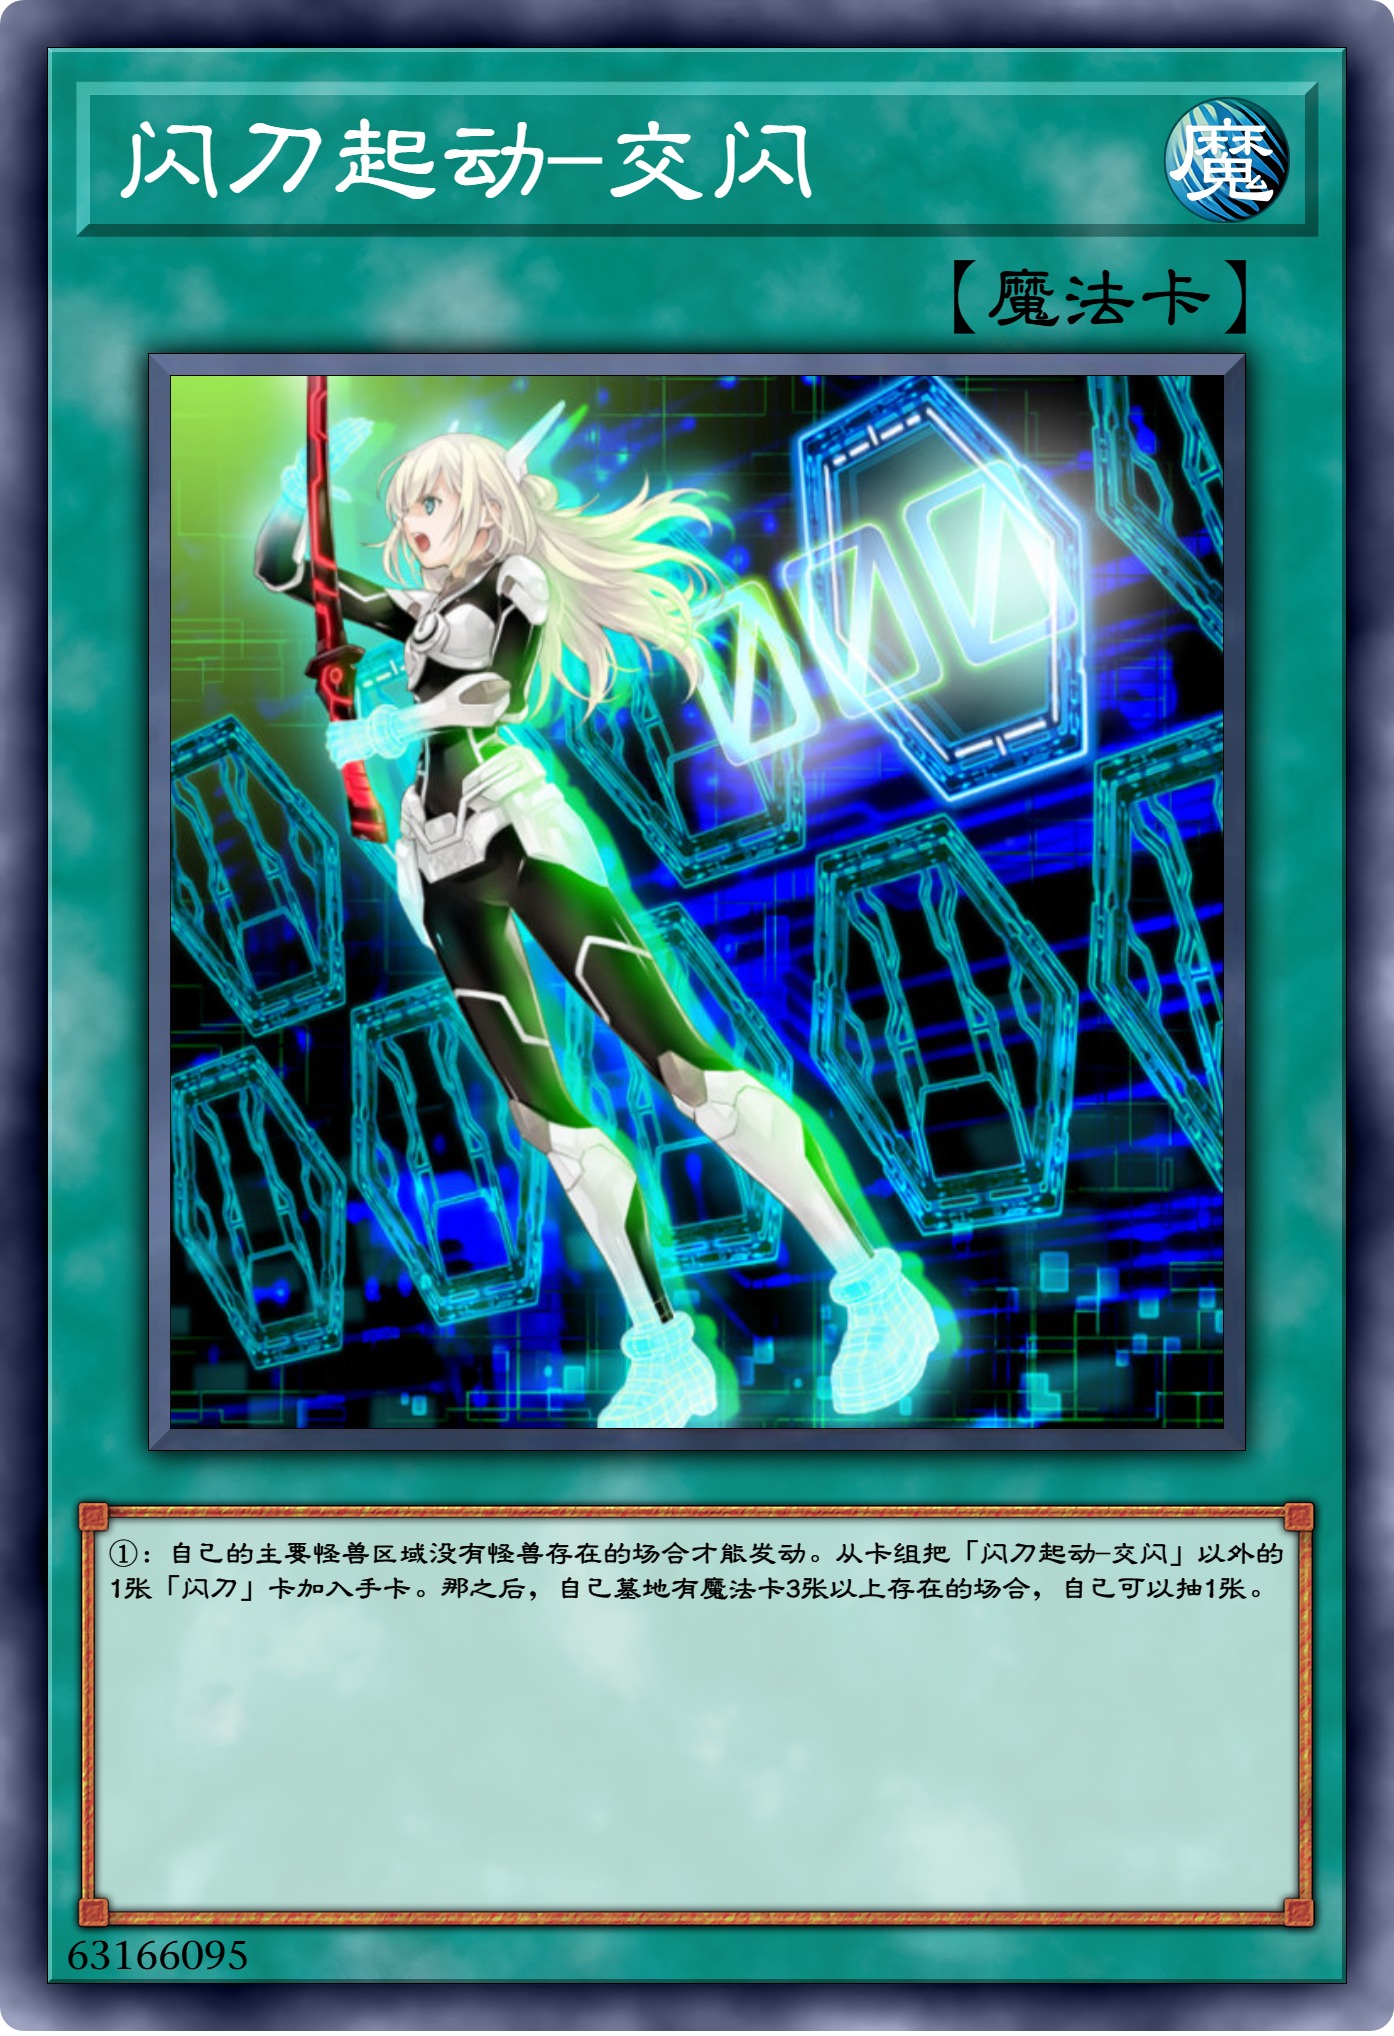 闪刀起动-交闪
魔
【魔法卡】
①：自己的主要怪兽区域没有怪兽存在的场合才能发动。从卡组把「闪刀起动-交闪」以外的
1张「闪刀」卡加入手卡。那之后，自己墓地有魔法卡3张以上存在的场合，自己可以抽1张。
63166095